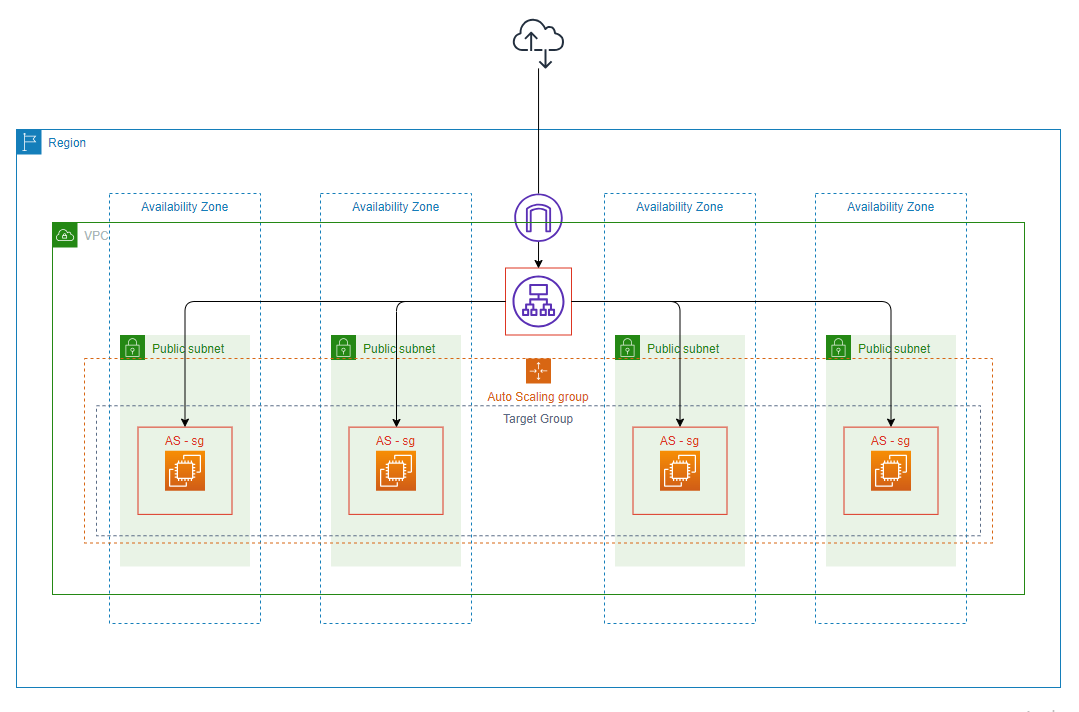 Region
Availability Zone
Availability Zone
Availability Zone
Availability Zone
VPC
Public subnet
Public subnet
Public subnet
Public subnet
Auto Scaling group
Target Group
AS - sg
AS - sg
AS - sg
AS - sg